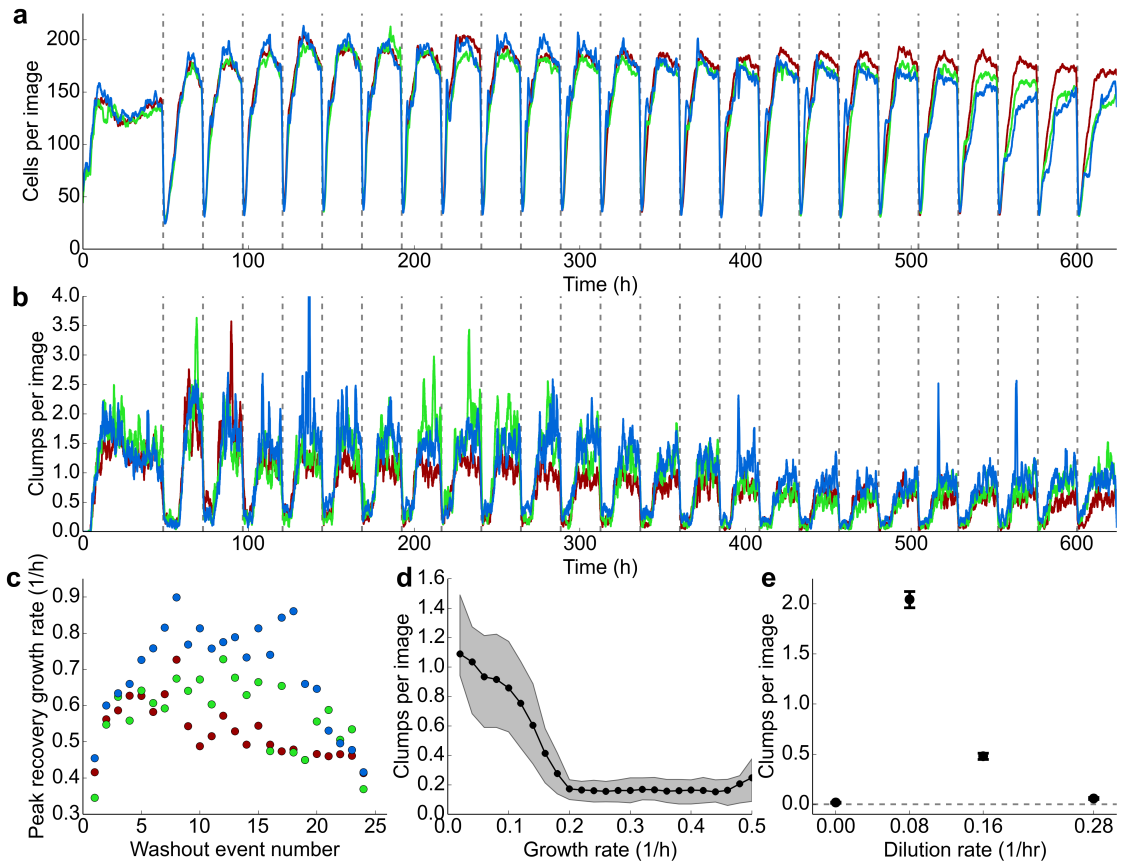 a
Cells per image
200
150
100
50
0
0 100 200 300 400 500 600
Time (h)
b
Clumps per image
4.0
3.5
3.0
2.5
2.0
1.5
1.0
0.5
0.0
0 100 200 300 400 500 600
Time (h)
c
Peak recovery growth rate (1/h)
0.9
0.8
0.7
0.6
0.5
0.4
0.3
0 5 10 15 20 25
Washout event number
d
Clumps per image
1.6
1.4
1.2
1.0
0.8
0.6
0.4
0.2
0.0
0.0 0.1 0.2 0.3 0.4 0.5
Growth rate (1/h)
e
Clumps per image
2.0
1.5
1.0
0.5
0.0
0.00 0.08 0.16 0.28
Dilution rate (1/hr)